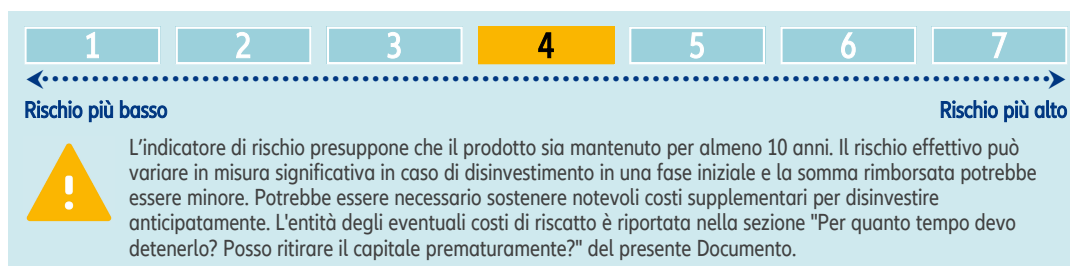 1 2 3 4 5 6 7
Rischio più basso Rischio più alto
L'indicatore di rischio presuppone che il prodotto sia mantenuto per almeno 10 anni. Il rischio effettivo può
variare in misura significativa in caso di disinvestimento in una fase iniziale e la somma rimborsata potrebbe
essere minore. Potrebbe essere necessario sostenere notevoli costi supplementari per disinvestire
anticipatamente. L'entità degli eventuali costi di riscatto è riportata nella sezione "Per quanto tempo devo
detenerlo? Posso ritirare il capitale prematuramente?" del presente Documento.